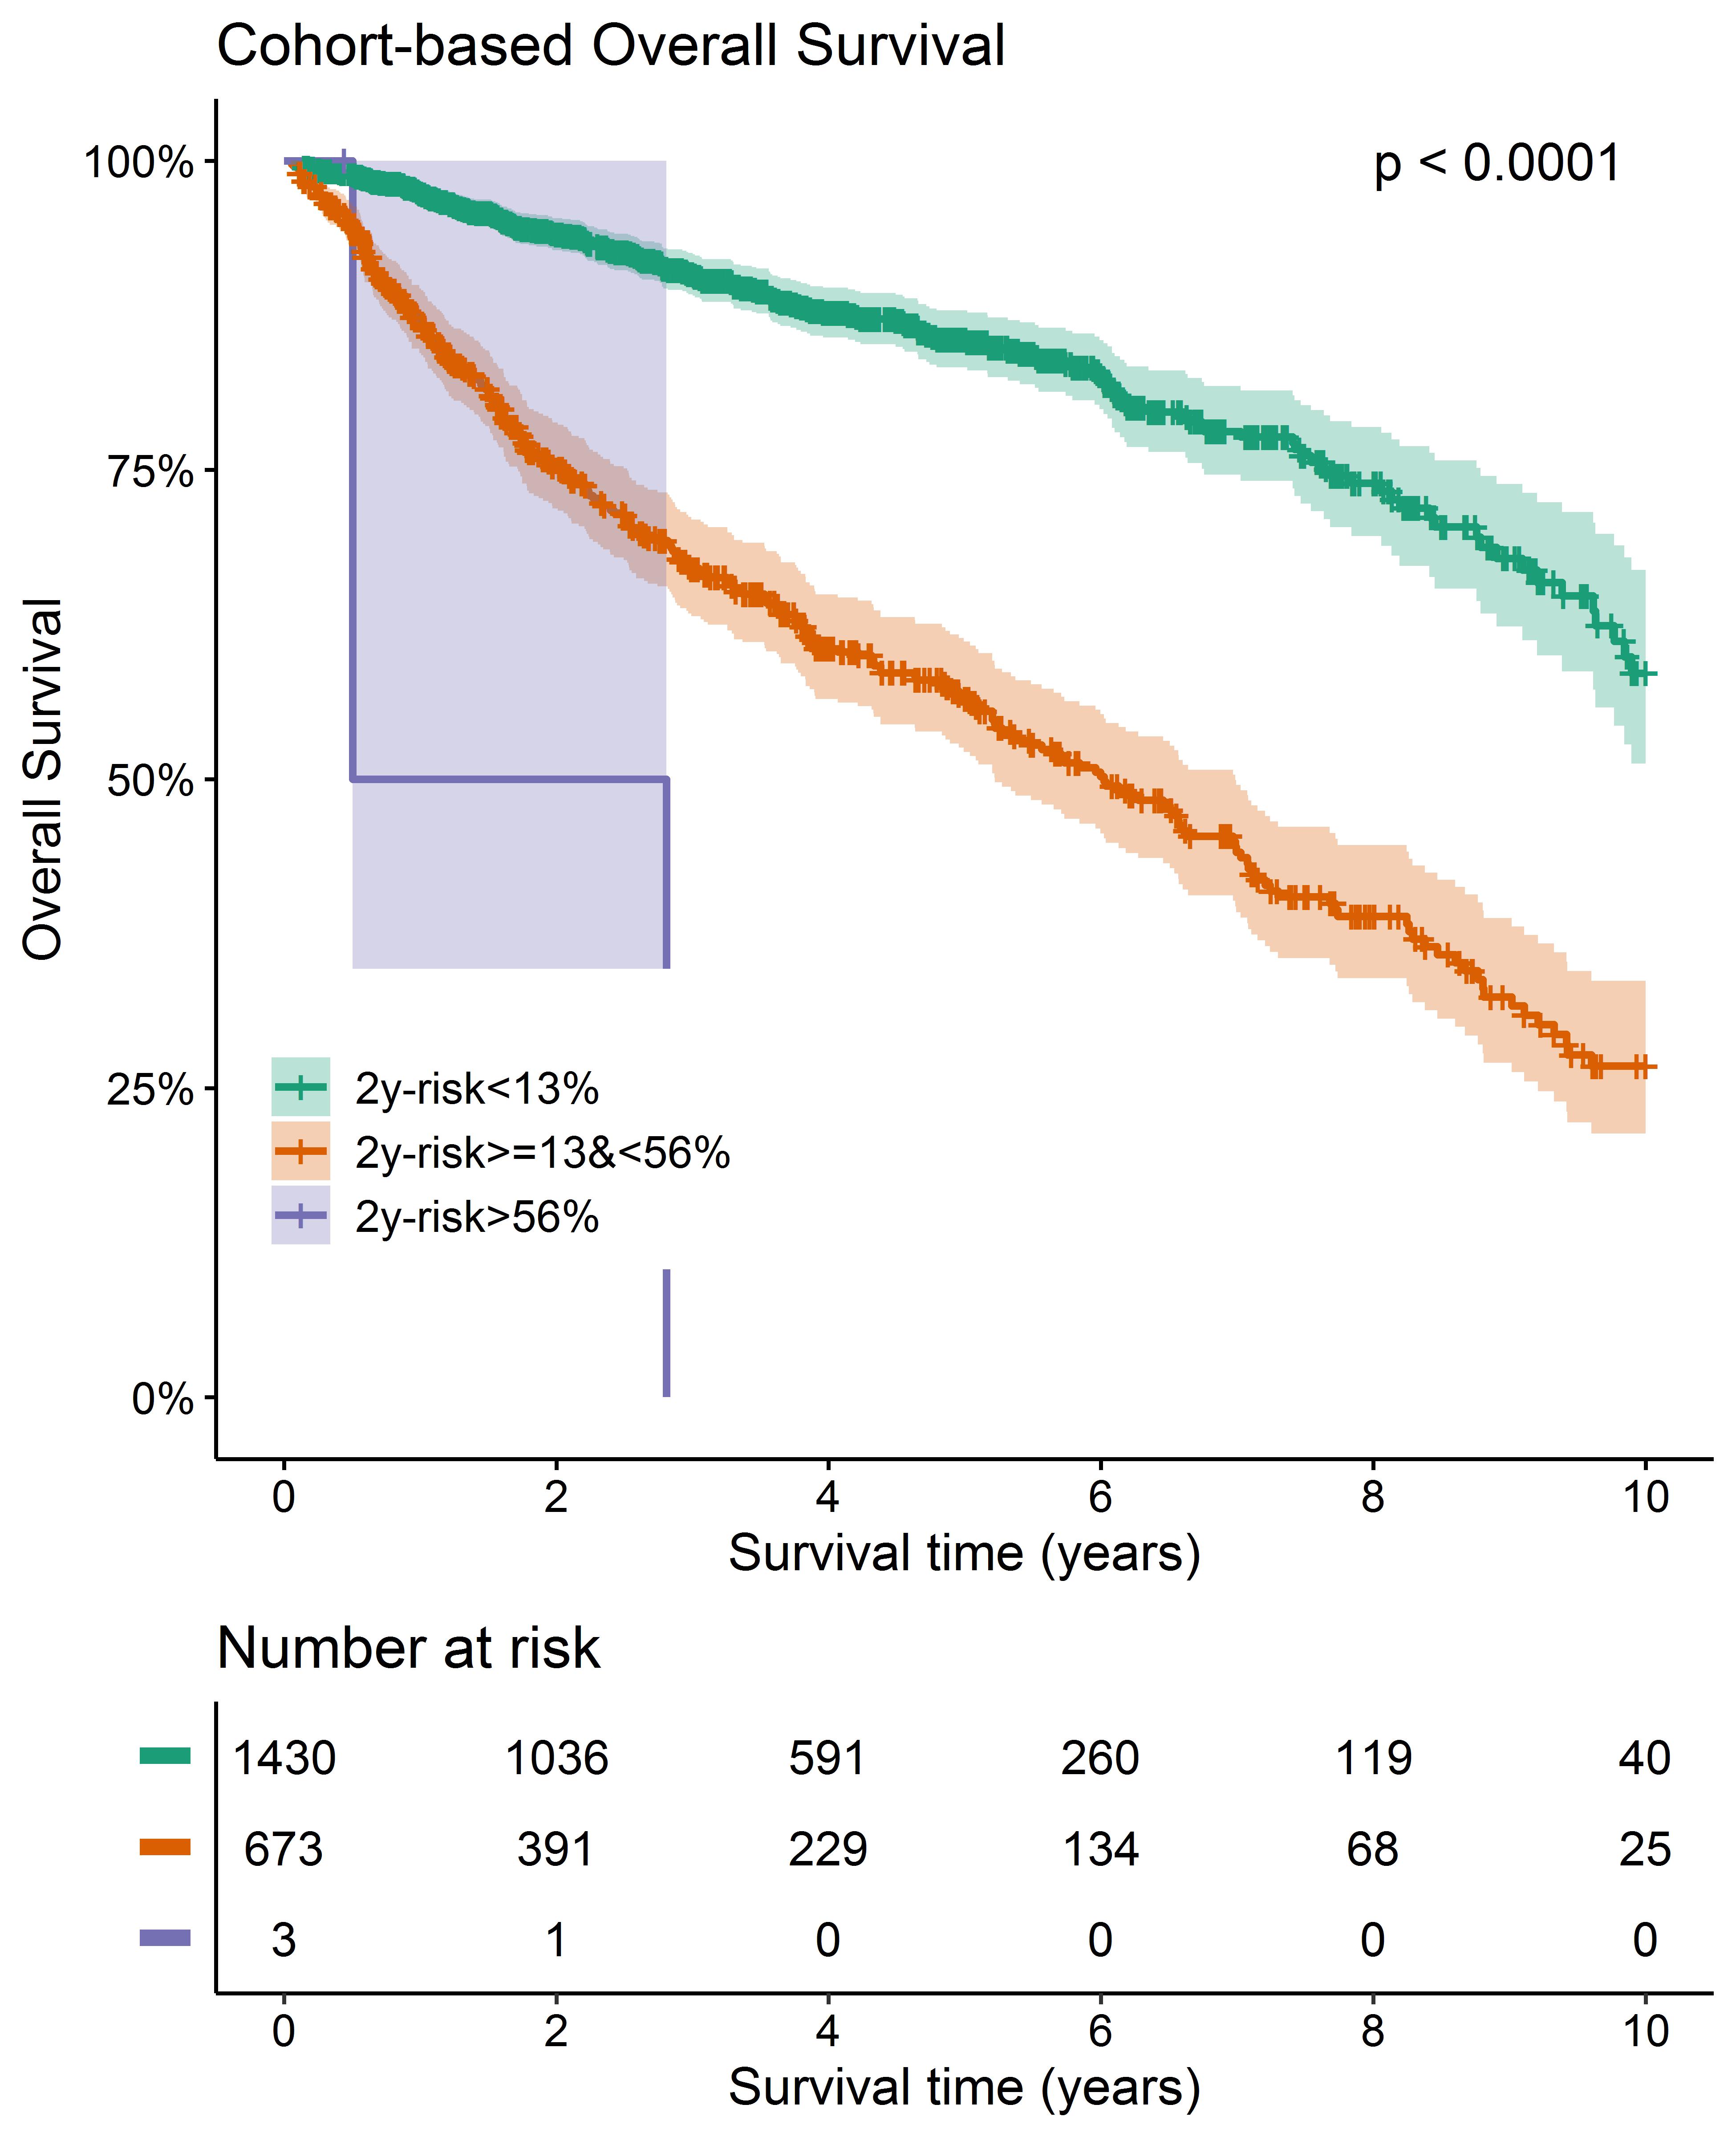 Cohort-based Overall Survival
p < 0.0001
100%
75%
50%
25%
0%
Overall Survival
2y-risk<13%
2y-risk>=13&<56%
2y-risk>56%
0 2 4 6 8 10
Survival time (years)
Number at risk
1430 1036 591 260 119 40
673 391 229 134 68 25
3 1 0 0 0 0
0 2 4 6 8 10
Survival time (years)